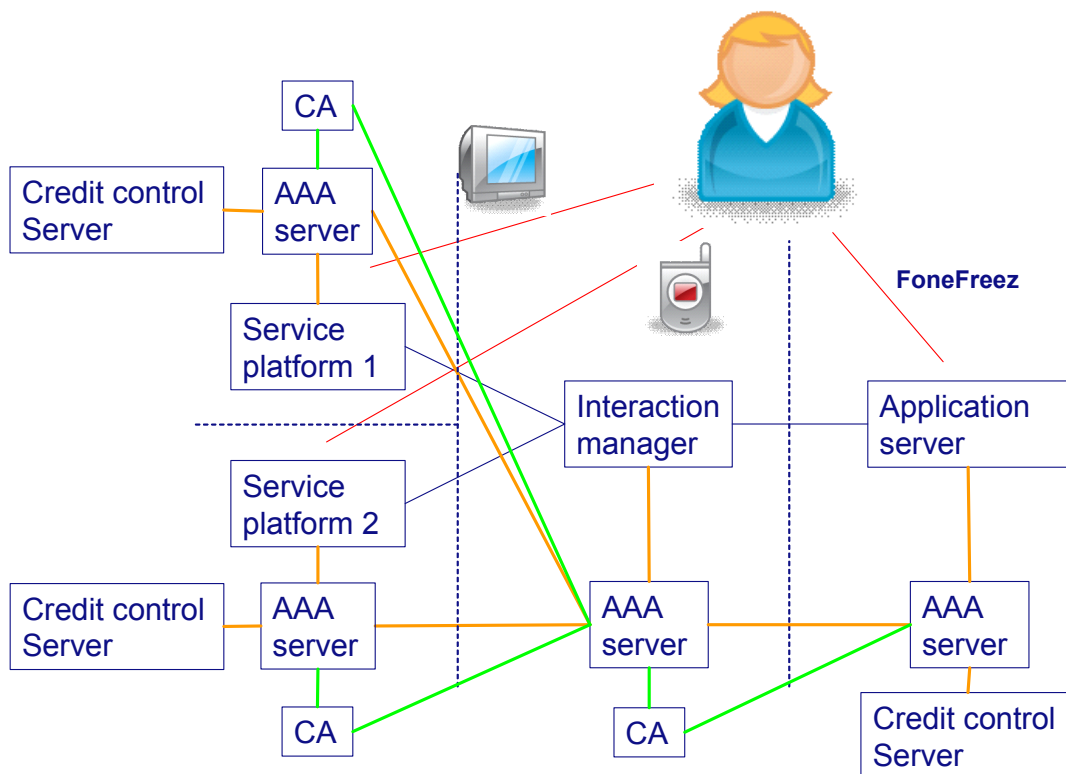 CA
Credit control
Server
AAA
server
FoneFreez
Service
platform 1
Interaction
manager
Application
server
Service
platform 2
Credit control
Server
AAA
server
AAA
server
AAA
server
CA
CA
Credit control
Server